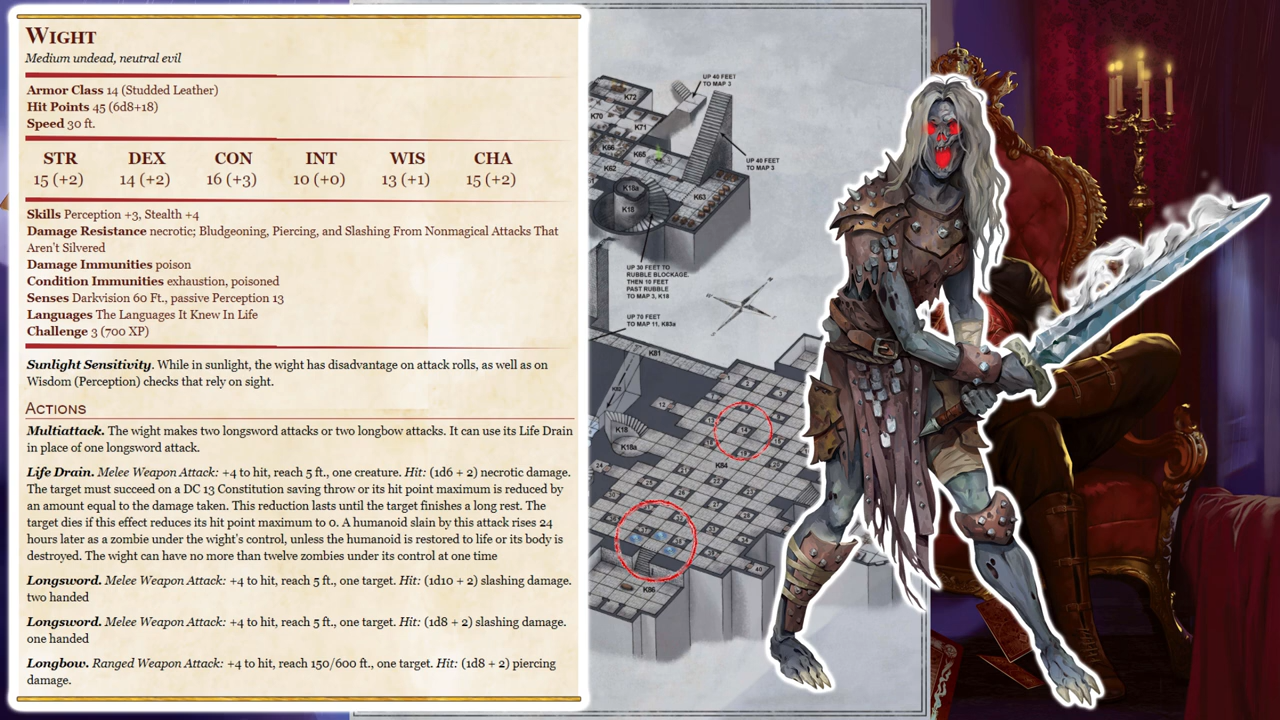 Wight
Medium undead, neutral evil
Armor Class 14 (Studded Leather)
Hit Points 45 (6d8+18)
Speed 30 ft.
STR DEX CON INT WIS CHA
15 (+2) 14 (+2) 16 (+3) 10 (+0) 13 (+1) 15 (+2)
Skills Perception +3, Stealth +4
Damage Resistance necrotic; Bludgeoning, Piercing, and Slashing From Nonmagical Attacks That
Aren't Silvered
Damage Immunities poison
Condition Immunities exhaustion, poisoned
Senses Darkvision 60 Ft., passive Perception 13
Languages The Languages It Knew In Life
Challenge 3 (700 XP)
Sunlight Sensitivity. While in sunlight, the wight has disadvantage on attack rolls, as well as on
Wisdom (Perception) checks that rely on sight.
Actions
Multiattack. The wight makes two longsword attacks or two longbow attacks. It can use its Life Drain
in place of one longsword attack.
Life Drain. Melee Weapon Attack: +4 to hit, reach 5 ft., one creature. Hit: (1d6 + 2) necrotic damage.
The target must succeed on a DC 13 Constitution saving throw or its hit point maximum is reduced by
an amount equal to the damage taken. This reduction lasts until the target finishes a long rest. The
target dies if this effect reduces its hit point maximum to 0. A humanoid slain by this attack rises 24
hours later as a zombie under the wight's control, unless the humanoid is restored to life or its body is
destroyed. The wight can have no more than twelve zombies under its control at one time
Longsword. Melee Weapon Attack: +4 to hit, reach 5 ft., one target. Hit: (1d10 + 2) slashing damage.
two handed
Longsword. Melee Weapon Attack: +4 to hit, reach 5 ft., one target. Hit: (1d8 + 2) slashing damage.
one handed
Longbow. Ranged Weapon Attack: +4 to hit, reach 150/600 ft., one target. Hit: (1d8 + 2) piercing
damage.
UP 40 FEET
TO MAP 3
K72
K70
K71
K66
K65
UP 40 FEET
TO MAP 3
K62
K18a
K63
K18
UP 30 FEET TO
RUBBLE BLOCKAGE,
THEN 10 FEET
PAST RUBBLE
TO MAP 3, K18
UP 70 FEET
TO MAP 11, K83a
K81
12
14
K18
K18a
K84
40
K86